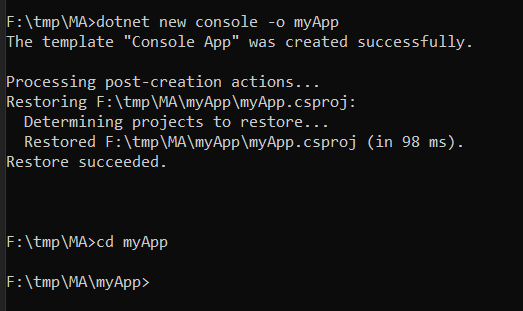 F:\tmp\MA>dotnet new console -o myApp
The template "Console App" was created successfully.
Processing post-creation actions...
Restoring F:\tmp\MA\myApp\myApp.csproj:
Determining projects to restore...
Restored F:\tmp\MA\myApp\myApp.csproj (in 98 ms).
Restore succeeded.
F:\tmp\MA>cd myApp
F:\tmp\MA\myApp>